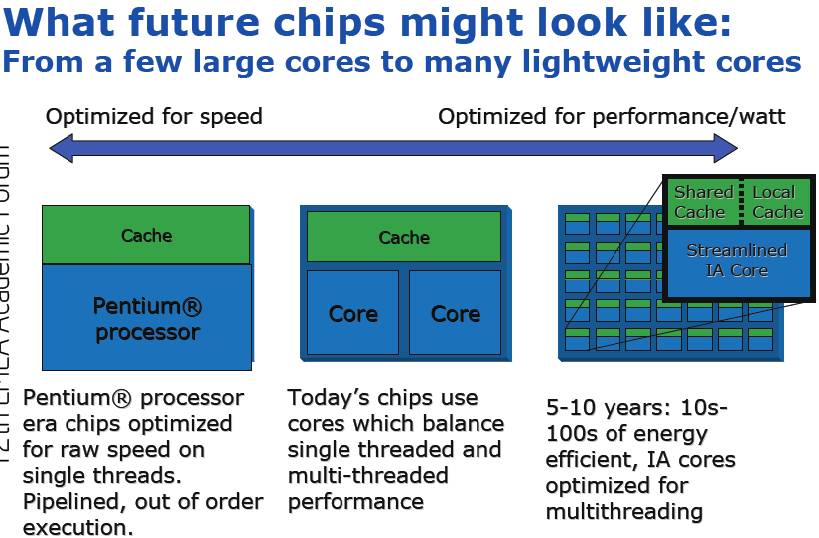 What future chips might look like:
From a few large cores to many lightweight cores
Optimized for speed
Optimized for performance/watt
EMEA Academic Forum
Cache
Pentium® processor
Cache
Core
Core
Shared Cache
Local Cache
Streamlined IA Core
Pentium® processor
era chips optimized
for raw speed on
single threads.
Pipelined, out of order
execution.
Today’s chips use
cores which balance
single threaded and
multi-threaded
performance
5-10 years: 10s-
100s of energy
efficient, IA cores
optimized for
multithreading